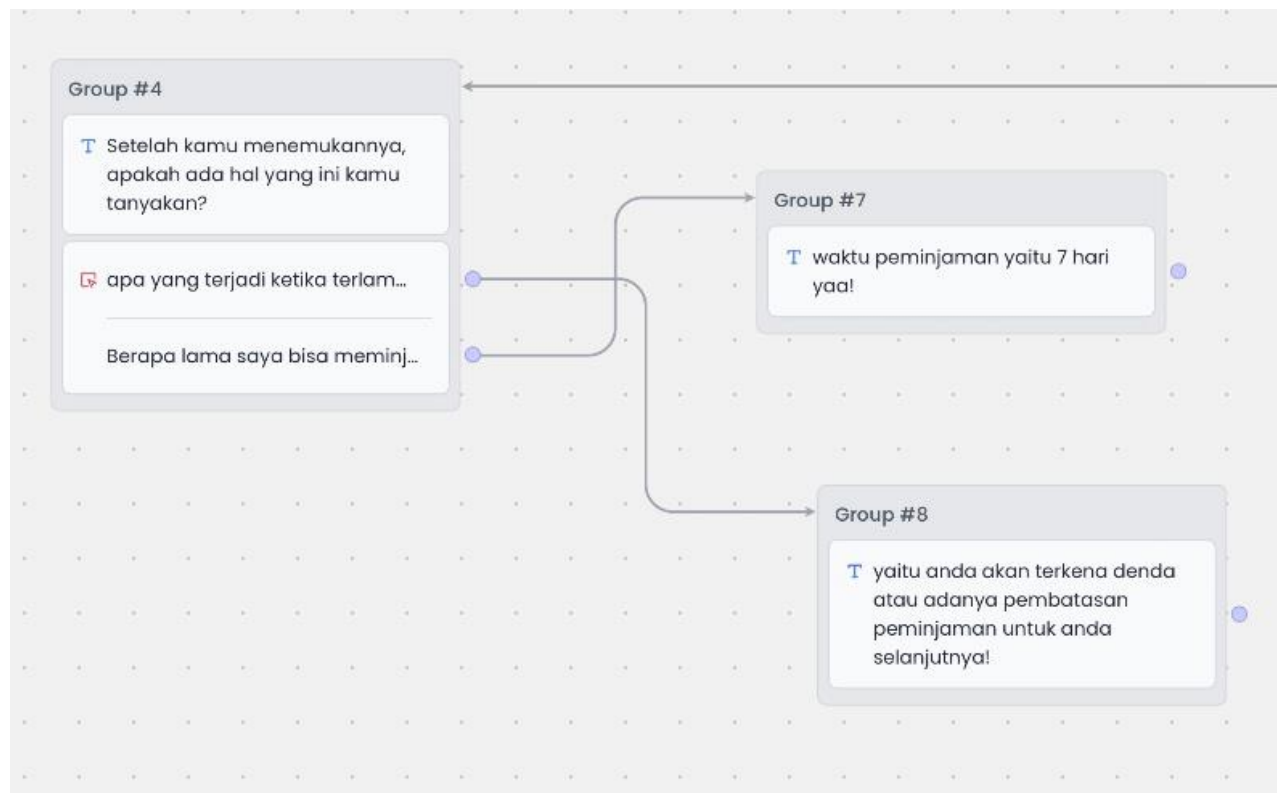 Group #4
Setelah kamu menemukannya,
apakah ada hal yang ini kamu
tanyakan?
apa yang terjadi ketika terlam...
Berapa lama saya bisa meminj...
Group #7
waktu peminjaman yaitu 7 hari
yaa!
Group #8
yaitu anda akan terkena denda
atau adanya pembatasan
peminjaman untuk anda
selanjutnya!